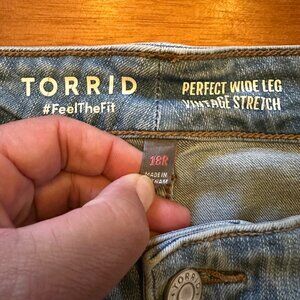 TORRID
#FeelTheFit
PERFECT WIDE LEG
VINTAGE STRETCH
18R
MADE IN
TORRID